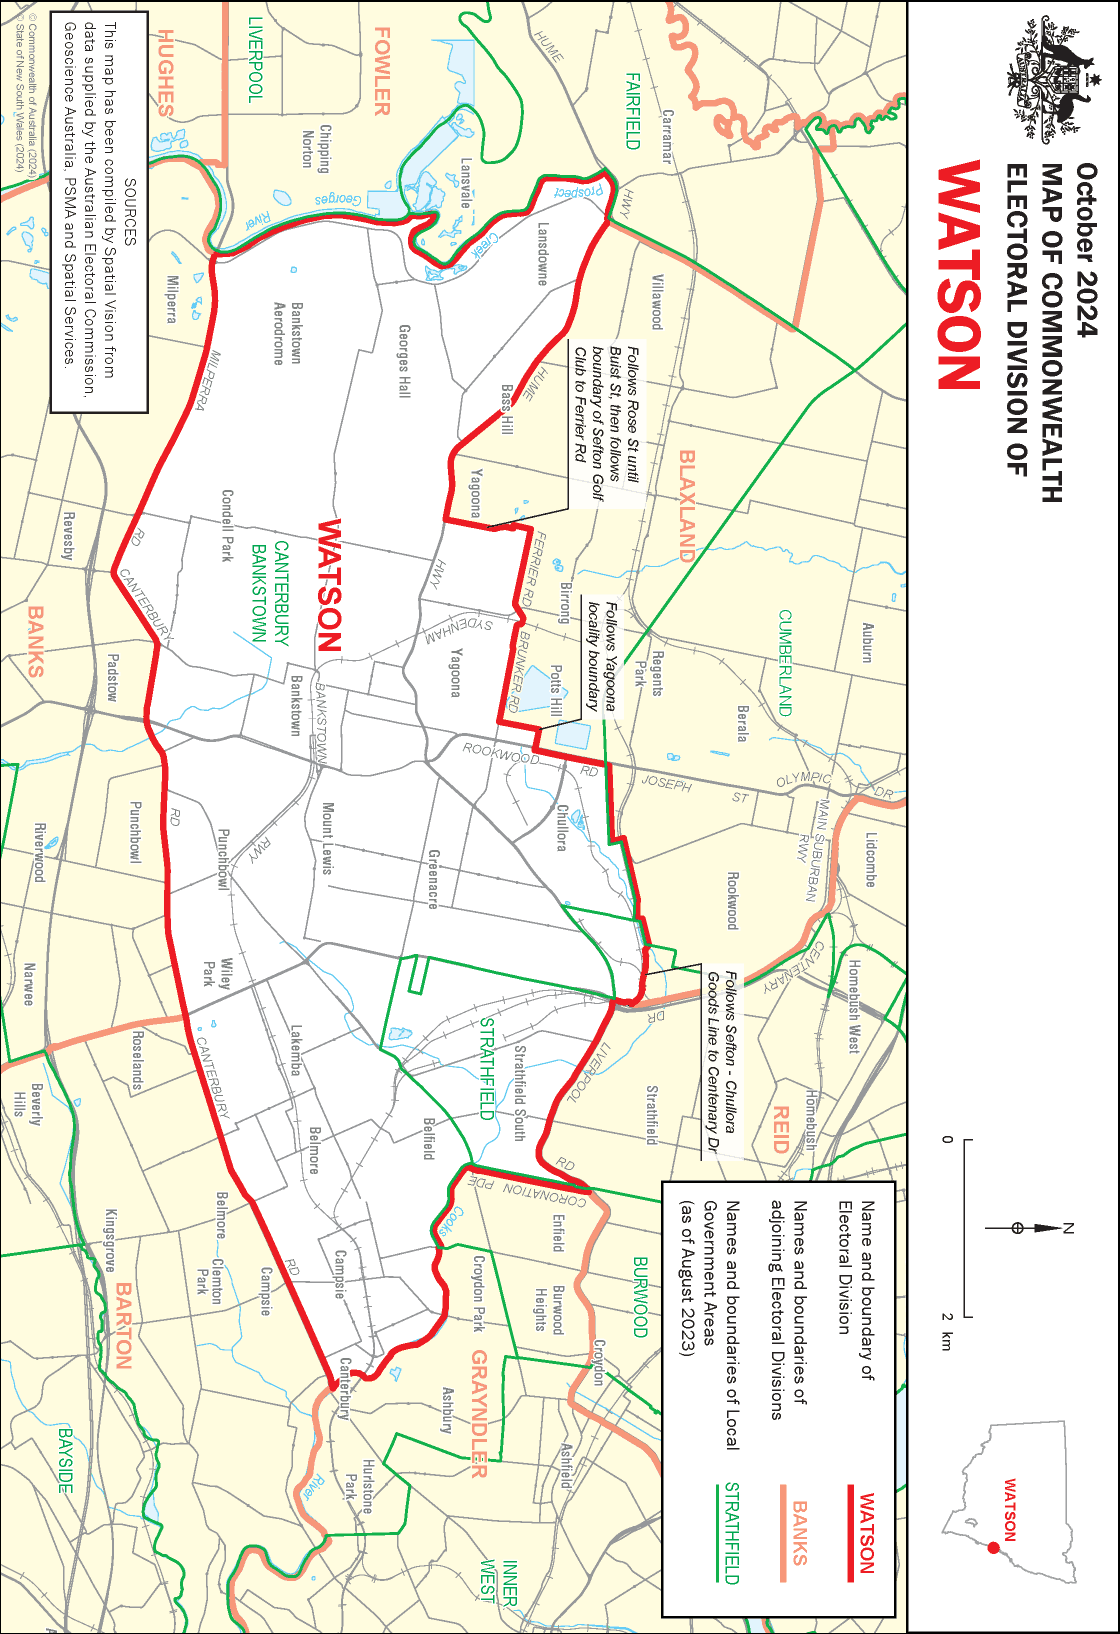 October 2024
MAP OF COMMONWEALTH
ELECTORAL DIVISION OF
WATSON
0
2 km
N
WATSON
Name and boundary of
Electoral Division
WATSON
Names and boundaries of
adjoining Electoral Divisions
BANKS
Names and boundaries of Local
Government Areas
(as of August 2023)
STRATHFIELD
HUME
FAIRFIELD
Carramar
FOWLER
LIVERPOOL
HUGHES
Chipping
Norton
Lansvale
Prospect
Creek
HWY
Georges
River
Lansdowne
Villawood
Milperra
Bankstown
Aerodrome
Georges Hall
HUME
Bass Hill
MILPERRA
RD
Follows Rose St until
Buist St, then follows
boundary of Sefton Golf
Club to Ferrier Rd
BLAXLAND
Yagoona
Condell Park
WATSON
CANTERBURY
BANKSTOWN
HWY
SYDENHAM
FERRIER RD
Birrong
BRUNKER RD
Potts Hill
Follows Yagoona
locality boundary
Regents
Park
CUMBERLAND
Auburn
Berala
Revesby
BANKS
CANTERBURY
Padstow
Bankstown
BANKSTOWN
Yagoona
ROOKWOOD
RD
JOSEPH
ST
OLYMPIC
DR
MAIN SUBURBAN
RWY
Lidcombe
Rookwood
Chullora
Greenacre
Mount Lewis
RWY
Punchbowl
RD
Punchbowl
Riverwood
Narwee
Wiley
Park
Follows Sefton - Chullora
Goods Line to Centenary Dr
CENTENARY
DR
Homebush West
Homebush
REID
Strathfield
LIVERPOOL
RD
STRATHFIELD
Strathfield South
Belfield
Lakemba
Belmore
CANTERBURY
Roselands
Beverly
Hills
Kingsgrove
BARTON
Belmore
Clemton
Park
Campsie
RD
Campsie
CORONATION
PDE
Cooks
Enfield
Croydon Park
Burwood
Heights
BURWOOD
Croydon
GRAYNDLER
Ashbury
Ashfield
Canterbury
Hurlstone
Park
River
BAYSIDE
INNER
WEST
SOURCES
This map has been compiled by Spatial Vision from
data supplied by the Australian Electoral Commission,
Geoscience Australia, PSMA and Spatial Services.
© Commonwealth of Australia (2024)
© State of New South Wales (2024)